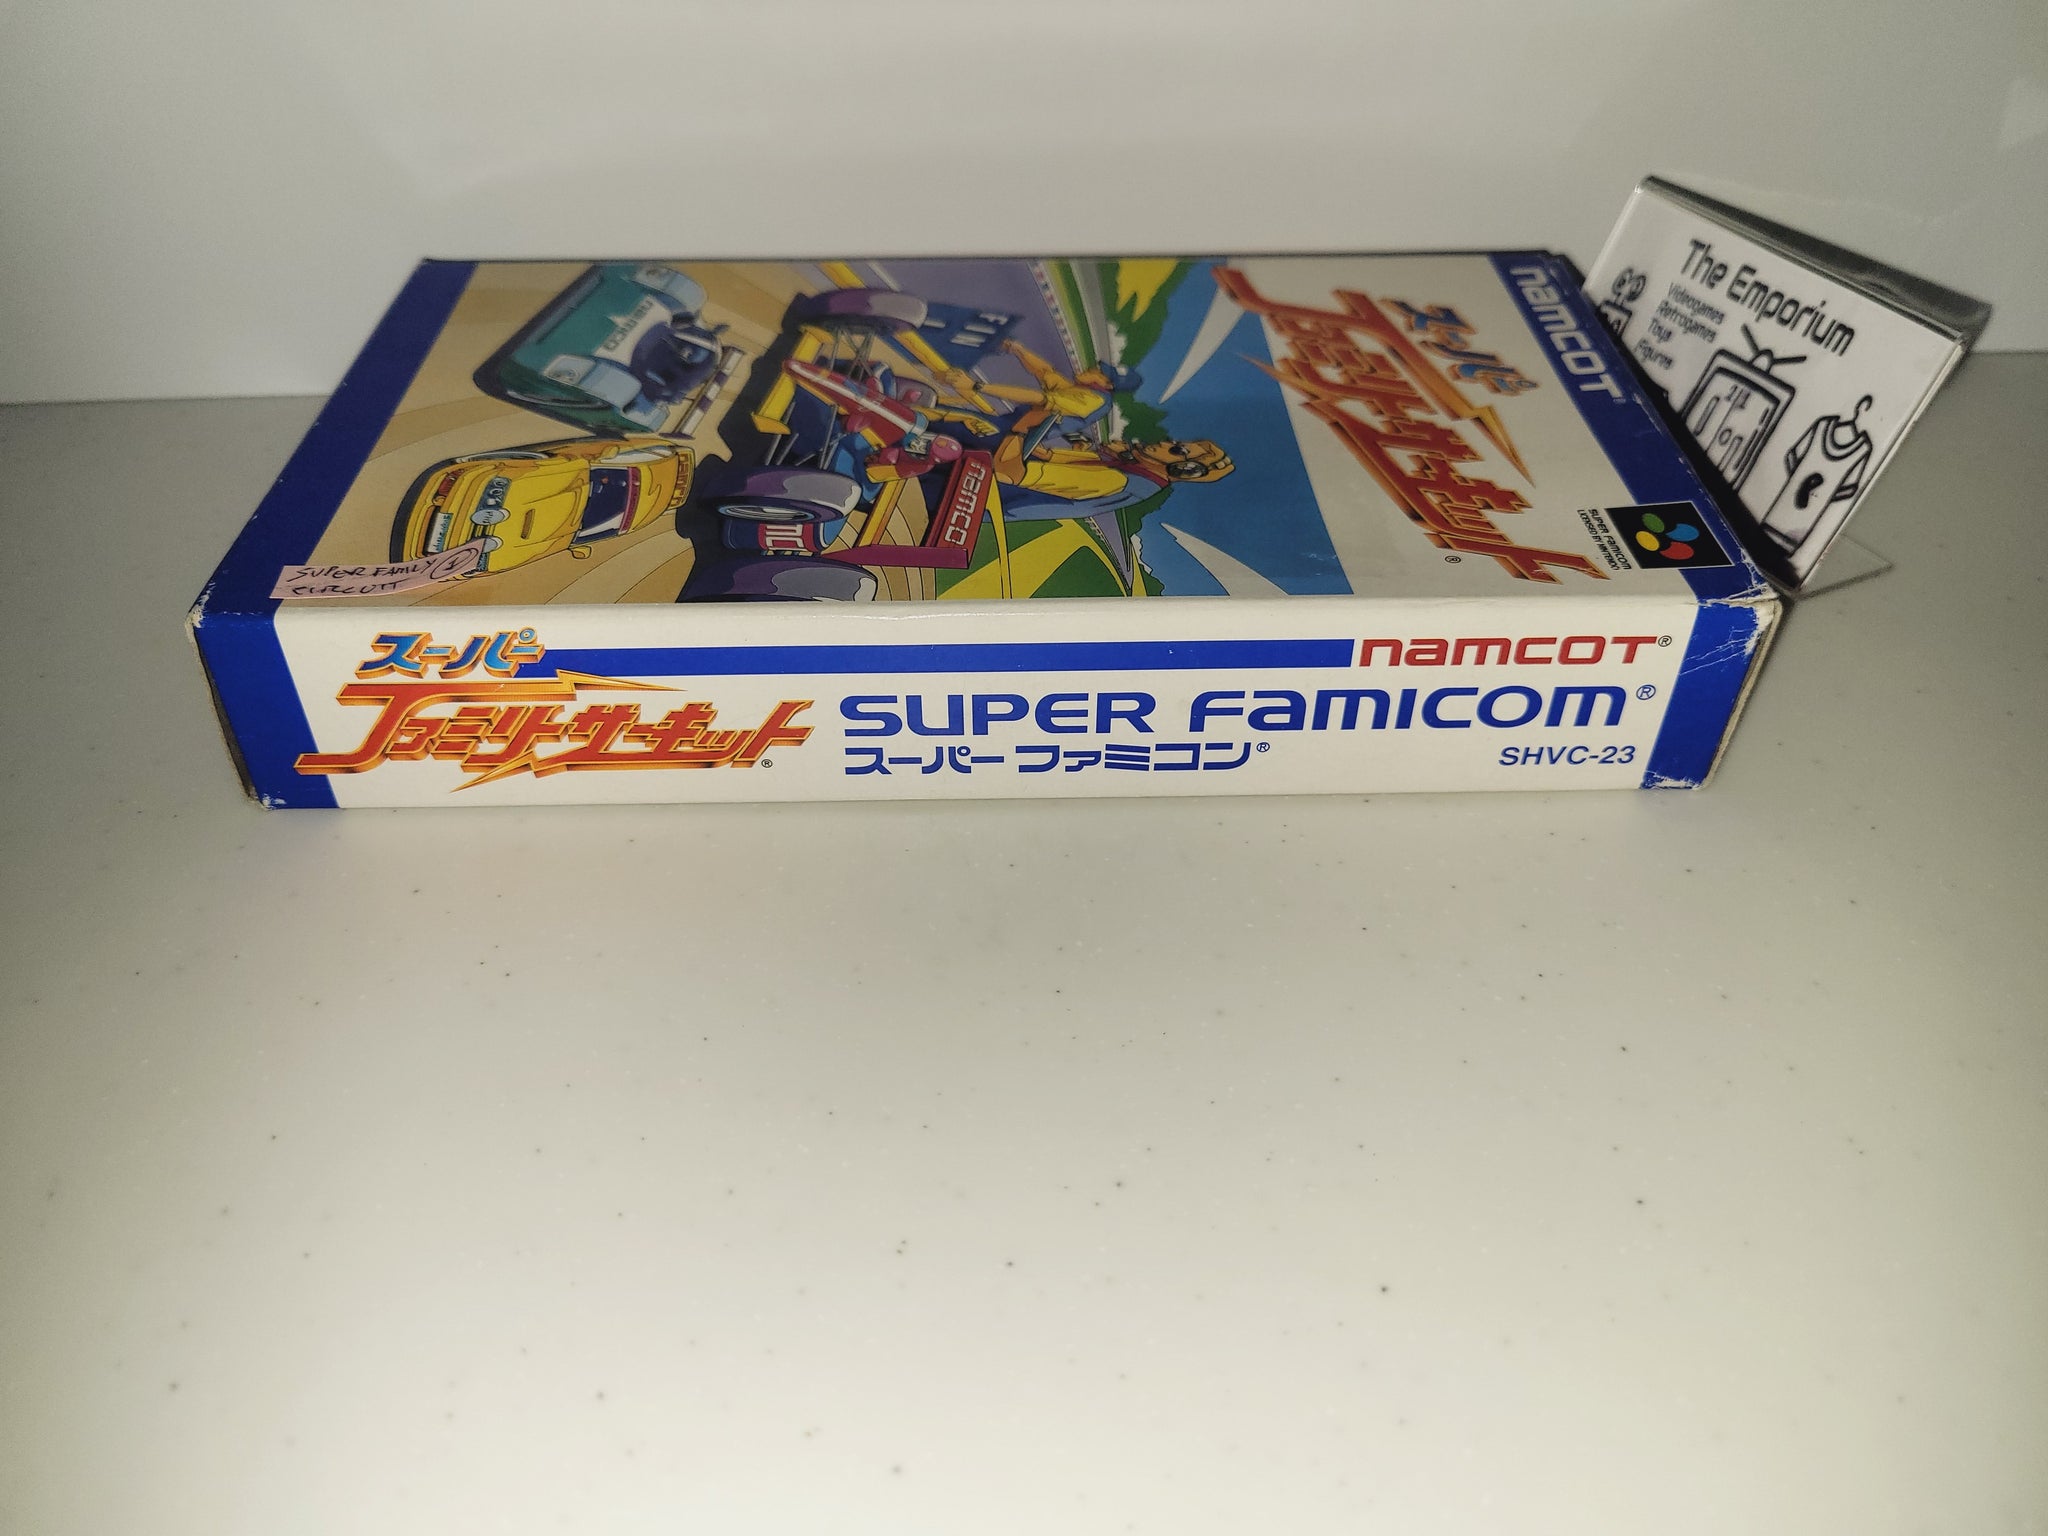 namcoT
スーパー
ファミリーサーキット
®
SUPER FAMICOM
LICENSED BY NINTENDO
namco
FIN
namco
SUPER FAMILY 1
CIRCUIT
スーパー
ファミリーサーキット®
namcoT®
SUPER FamICOM®
スーパー ファミコン®
SHVC-23
The Emporium
Videogames
Retrogames
Toys
Figures